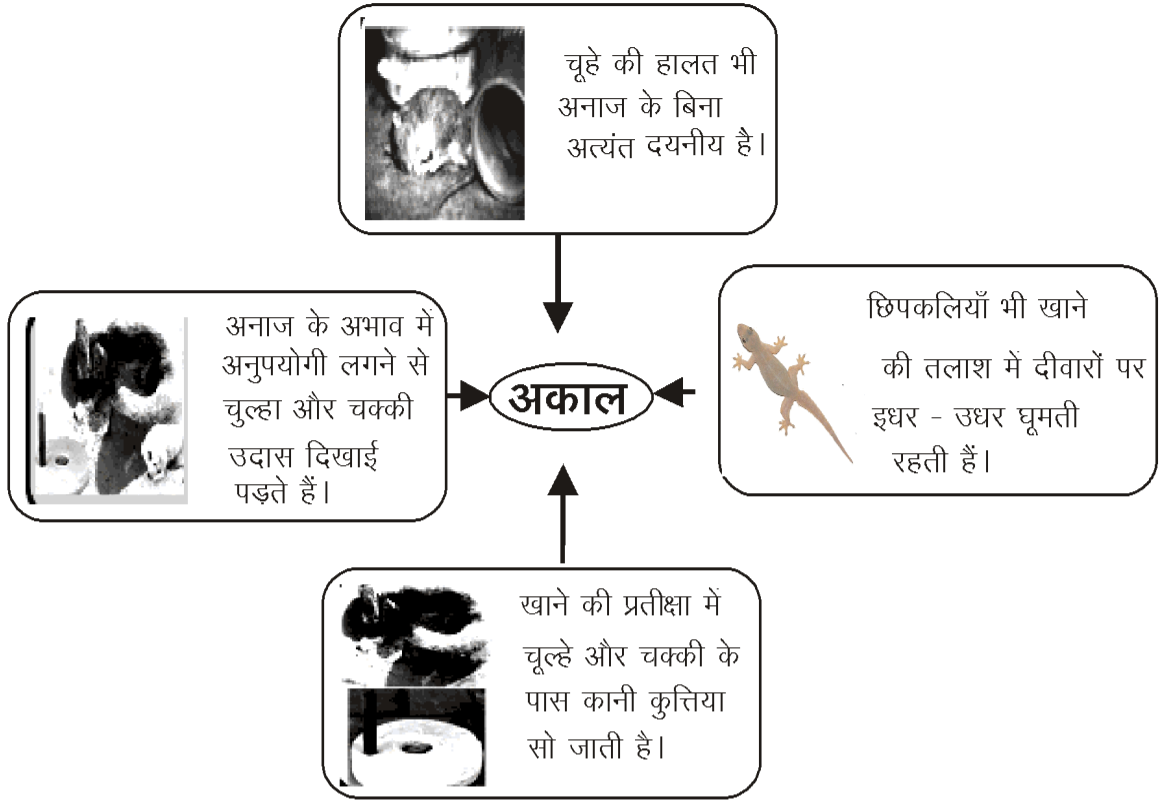 चूहे की हालत भी
अनाज के बिना
अत्यंत दयनीय है।
अनाज के अभाव में
अनुपयोगी लगने से
चुल्हा और चक्की
उदास दिखाई
पड़ते हैं।
अकाल
छिपकलियाँ भी खाने
की तलाश में दीवारों पर
इधर - उधर घूमती
रहती हैं।
खाने की प्रतीक्षा में
चूल्हे और चक्की के
पास कानी कुत्तिया
सो जाती है।